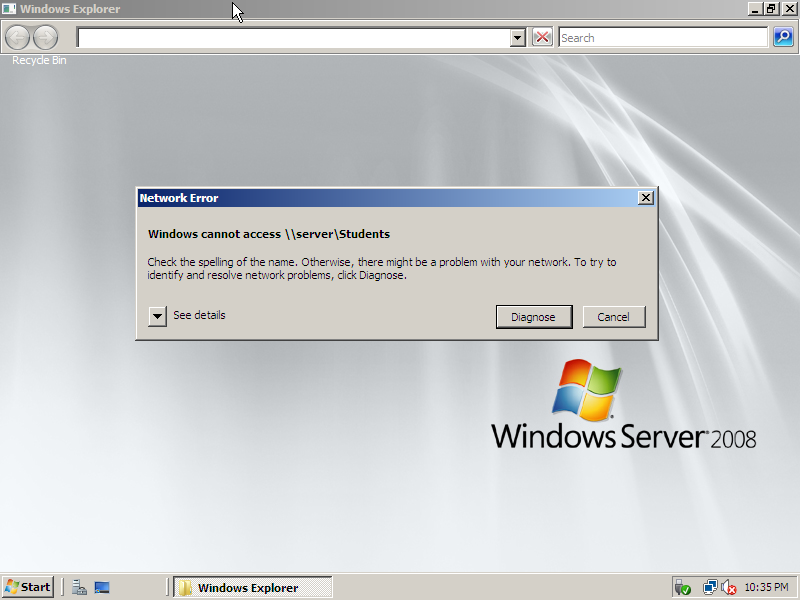 Windows Explorer
Search
Recycle Bin
Network Error
Windows cannot access \\server\Students
Check the spelling of the name. Otherwise, there might be a problem with your network. To try to
identify and resolve network problems, click Diagnose.
See details
Diagnose
Cancel
Windows Server 2008
Start
Windows Explorer
10:35 PM